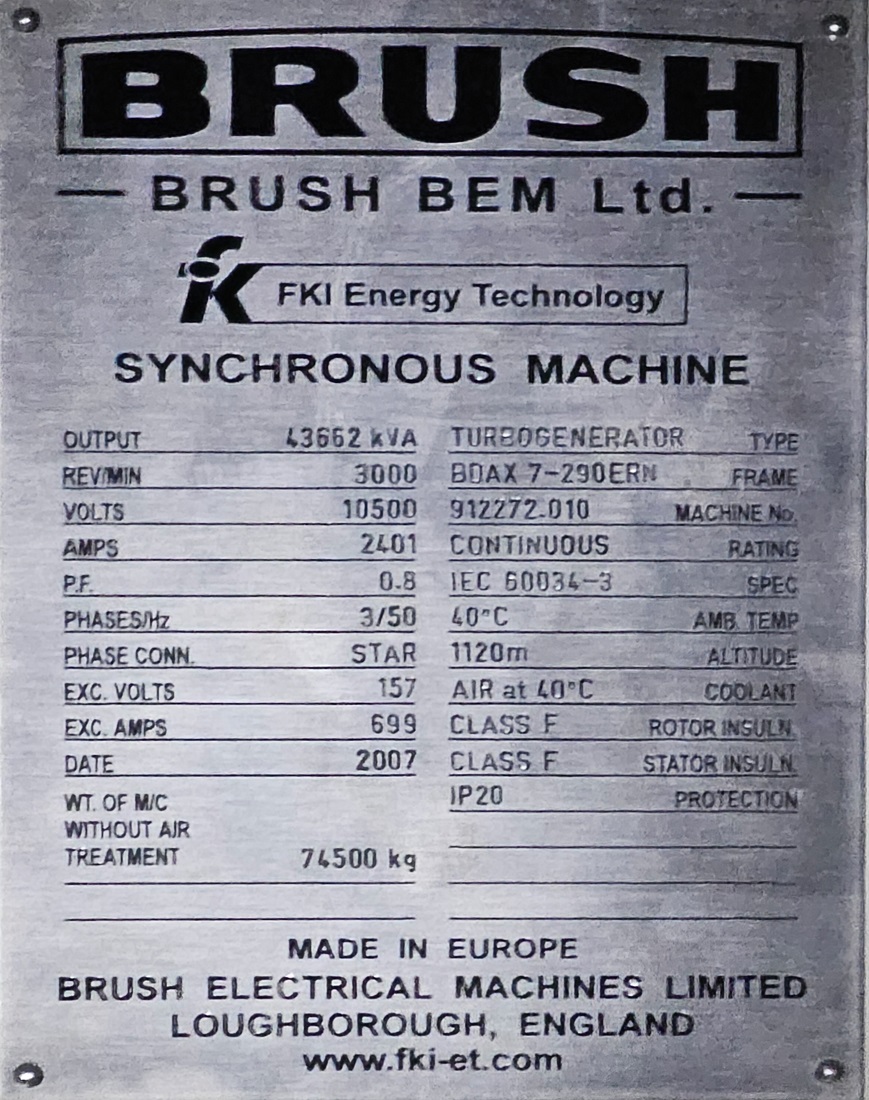 BRUSH
BRUSH BEM Ltd.
FKI Energy Technology
SYNCHRONOUS MACHINE
OUTPUT 43662 kVA TURBOGENERATOR TYPE
REV/MIN 3000 BDAX 7-290ERN FRAME
VOLTS 10500 912272.010 MACHINE No.
AMPS 2401 CONTINUOUS RATING
P.F. 0.8 IEC 60034-3 SPEC
PHASES/Hz 3/50 40°C AMB. TEMP
PHASE CONN. STAR 1120m ALTITUDE
EXC. VOLTS 157 AIR at 40°C COOLANT
EXC. AMPS 699 CLASS F ROTOR INSULN.
DATE 2007 CLASS F STATOR INSULN.
WT. OF M/C IP20 PROTECTION
WITHOUT AIR
TREATMENT 74500 kg
MADE IN EUROPE
BRUSH ELECTRICAL MACHINES LIMITED
LOUGHBOROUGH, ENGLAND
www.fki-et.com